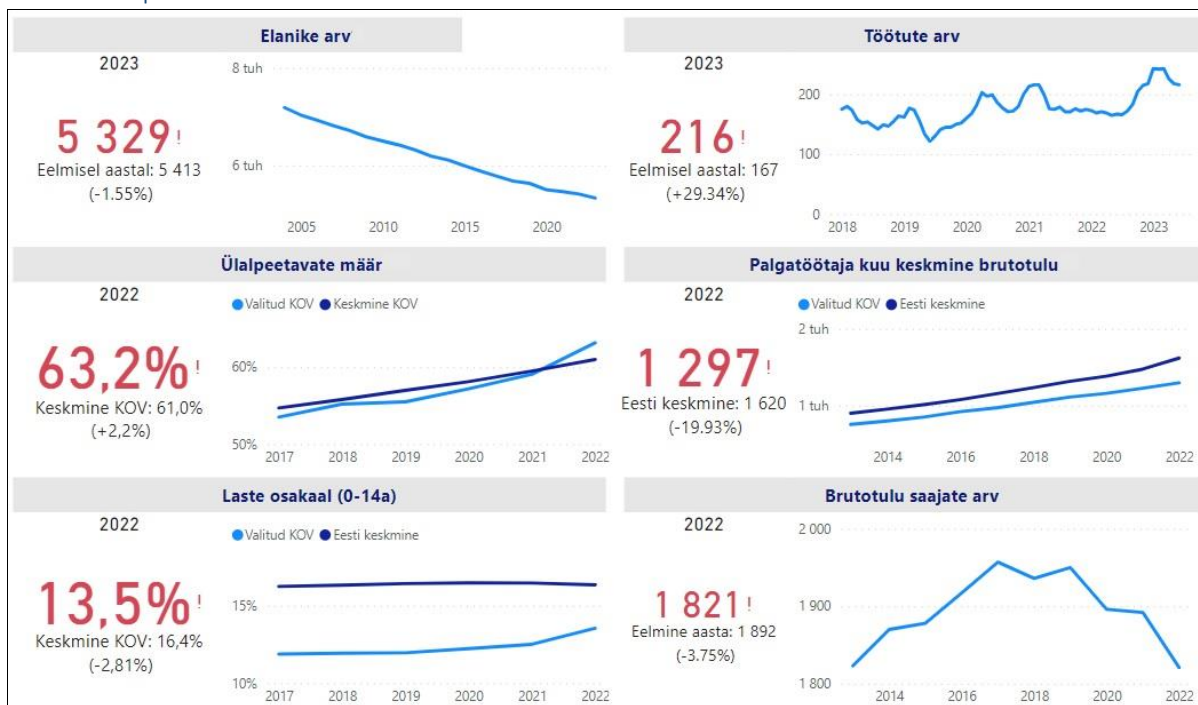 Elanike arv
2023
5 329!
Eelmisel aastal: 5 413
(-1.55%)
8 tuh
6 tuh
2005 2010 2015 2020
Töötute arv
2023
216!
Eelmisel aastal: 167
(+29.34%)
200
100
0
2018 2019 2020 2021 2022 2023
Ülalpeetavate määr
2022
63,2%!
Keskmine KOV: 61,0%
(+2,2%)
Valitud KOV Keskmine KOV
60%
50%
2017 2018 2019 2020 2021 2022
Palgatöötaja kuu keskmine brutotulu
2022
1 297!
Eesti keskmine: 1 620
(-19.93%)
Valitud KOV Eesti keskmine
2 tuh
1 tuh
2014 2016 2018 2020 2022
Laste osakaal (0-14a)
2022
13,5%!
Keskmine KOV: 16,4%
(-2,81%)
Valitud KOV Eesti keskmine
15%
10%
2017 2018 2019 2020 2021 2022
Brutotulu saajate arv
2022
1 821!
Eelmine aasta: 1 892
(-3.75%)
2 000
1 900
1 800
2014 2016 2018 2020 2022